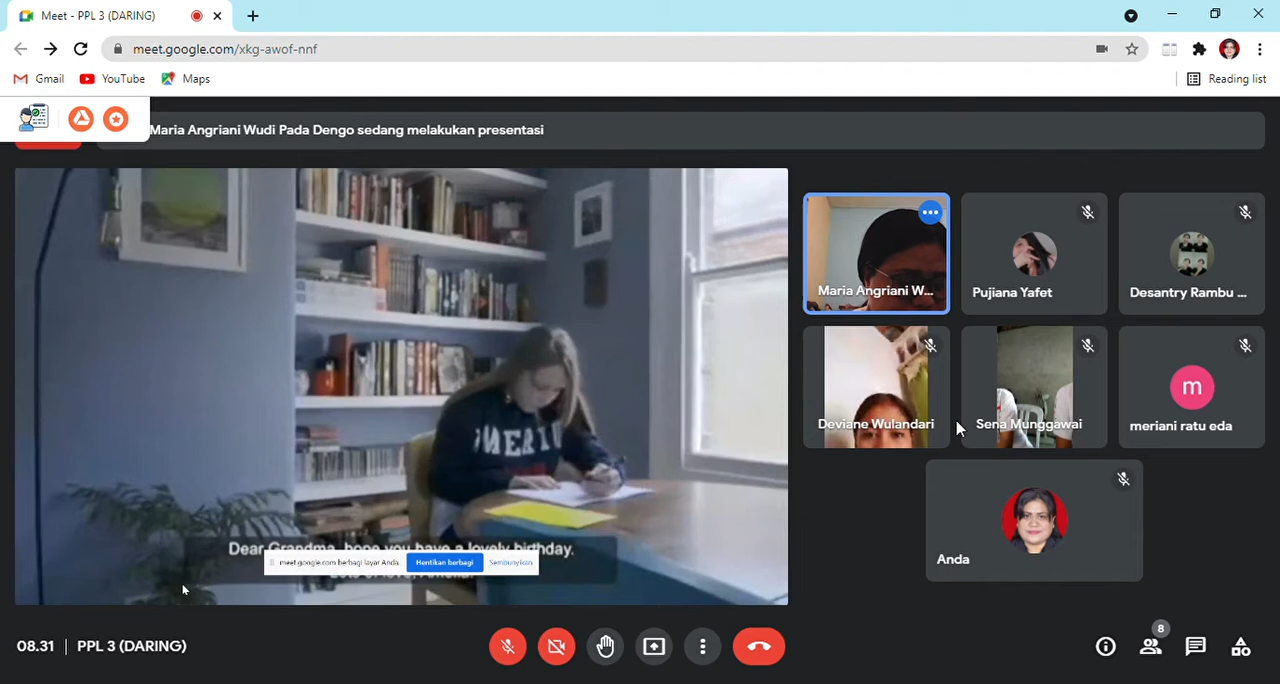 Meet - PPL 3 (DARING)
meet.google.com/xkg-awof-nnf
Gmail YouTube Maps
Reading list
Maria Angriani Wudi Pada Dengo sedang melakukan presentasi
Maria Angriani W...
Pujiana Yafet
Desantry Rambu ...
Deviane Wulandari
Sena Munggawai
m
meriani ratu eda
Anda
Dear Grandma, hope you have a lovely birthday.
meet.google.com berbagi layar Anda. Hentikan berbagi Sembunyikan
08.31 PPL 3 (DARING)
8